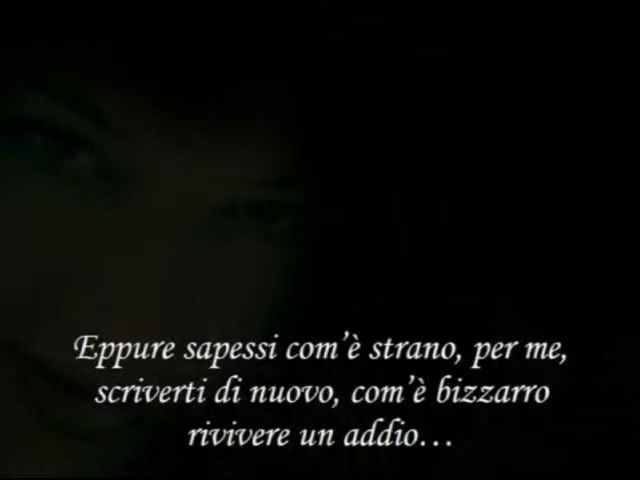 Eppure sapessi com’è strano, per me,
scriverti di nuovo, com’è bizzarro
rivivere un addio…